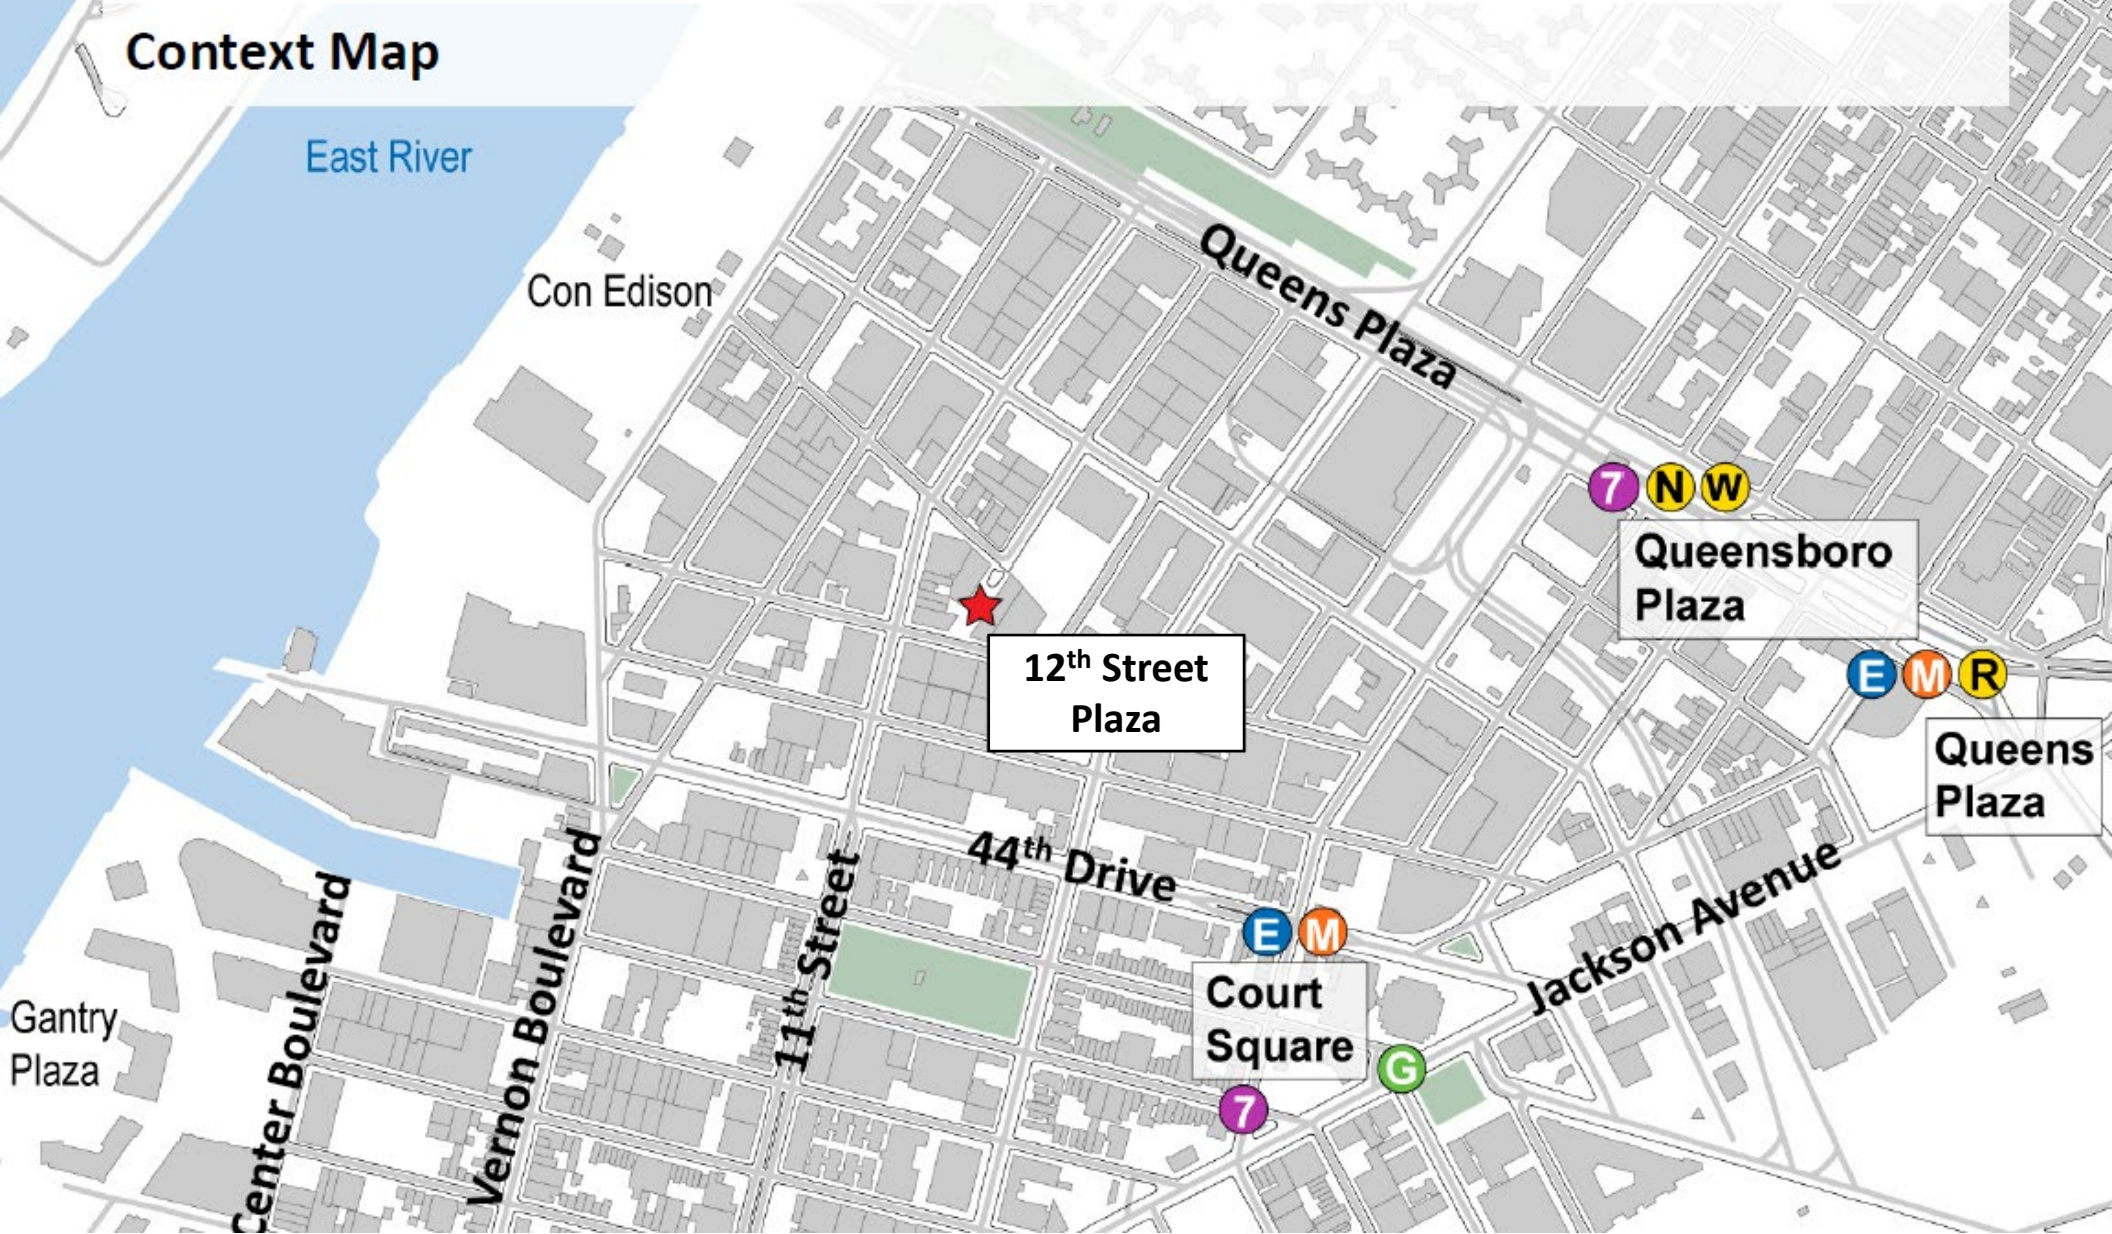 Context Map
East River
Con Edison
Queens Plaza
7 N W
Queensboro
Plaza
12th Street
Plaza
E M R
Queens
Plaza
44th Drive
E M
Court
Square
7
G
Jackson Avenue
11th Street
Vernon Boulevard
Center Boulevard
Gantry
Plaza